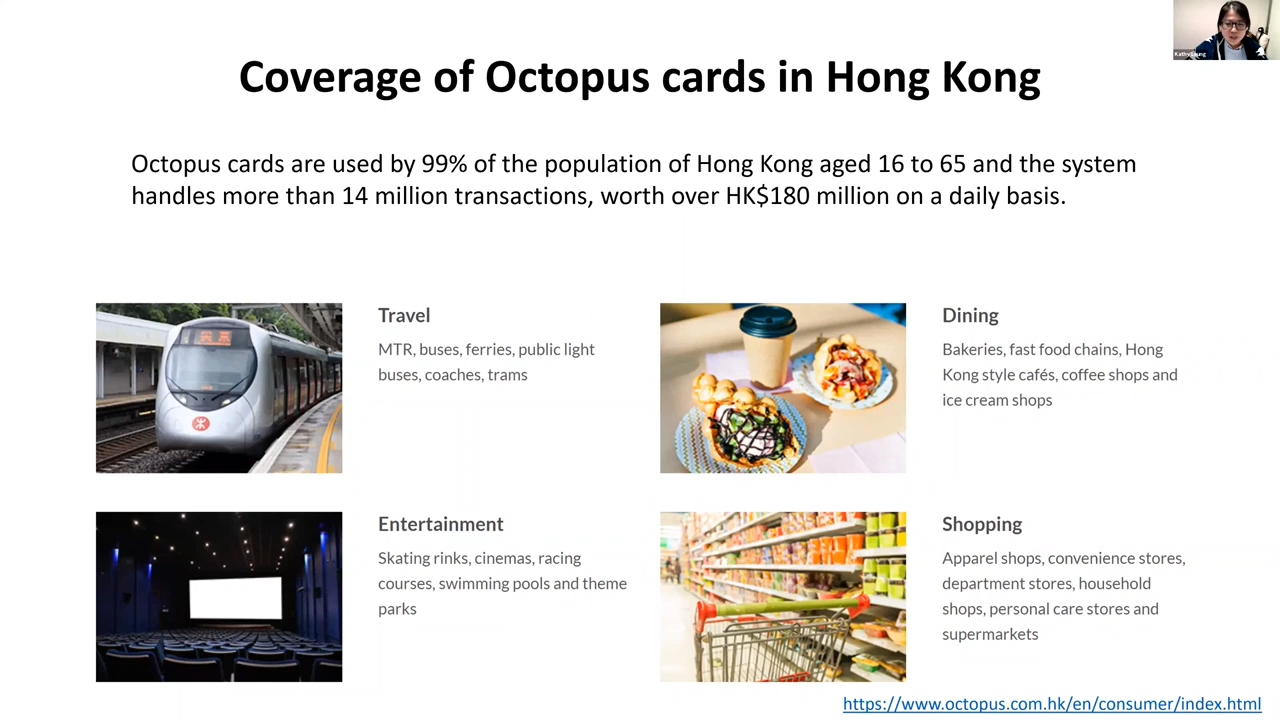 Coverage of Octopus cards in Hong Kong
Octopus cards are used by 99% of the population of Hong Kong aged 16 to 65 and the system
handles more than 14 million transactions, worth over HK$180 million on a daily basis.
Travel
MTR, buses, ferries, public light
buses, coaches, trams
Dining
Bakeries, fast food chains, Hong
Kong style cafés, coffee shops and
ice cream shops
Entertainment
Skating rinks, cinemas, racing
courses, swimming pools and theme
parks
Shopping
Apparel shops, convenience stores,
department stores, household
shops, personal care stores and
supermarkets
https://www.octopus.com.hk/en/consumer/index.html